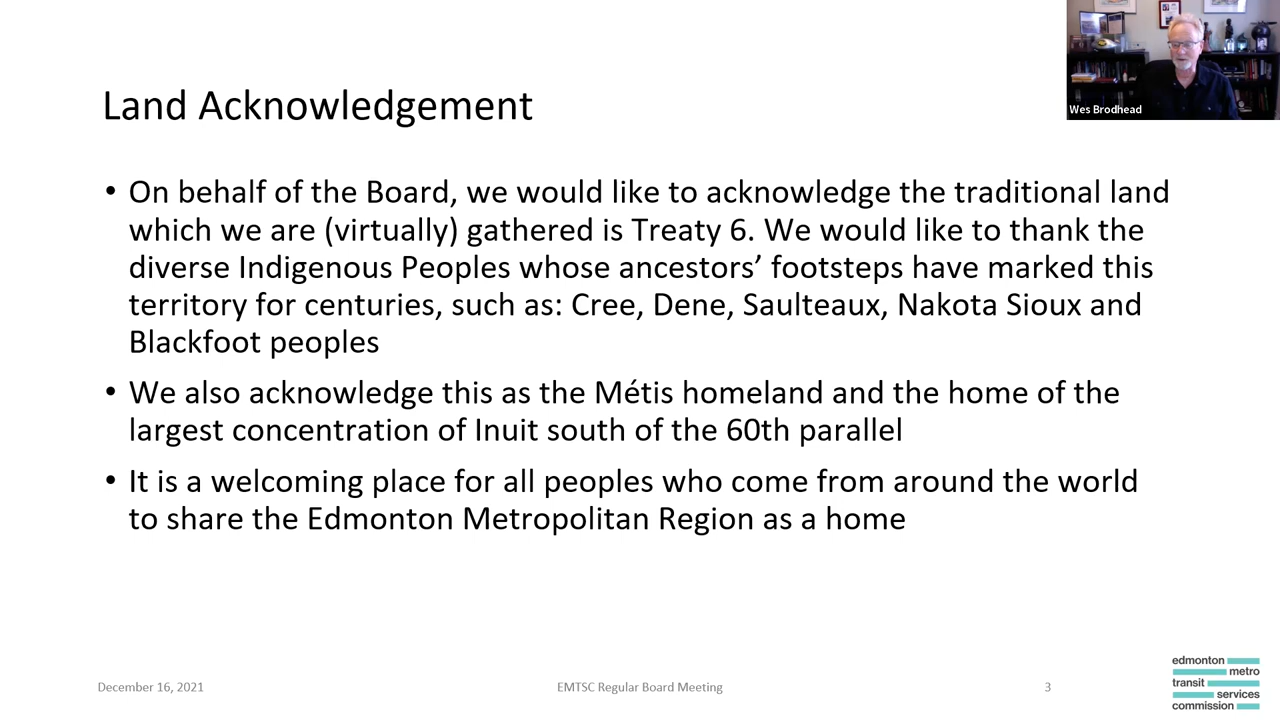 Wes Brodhead
Land Acknowledgement
• On behalf of the Board, we would like to acknowledge the traditional land
which we are (virtually) gathered is Treaty 6. We would like to thank the
diverse Indigenous Peoples whose ancestors’ footsteps have marked this
territory for centuries, such as: Cree, Dene, Saulteaux, Nakota Sioux and
Blackfoot peoples
• We also acknowledge this as the Métis homeland and the home of the
largest concentration of Inuit south of the 60th parallel
• It is a welcoming place for all peoples who come from around the world
to share the Edmonton Metropolitan Region as a home
December 16, 2021
EMTSC Regular Board Meeting
3
edmonton
metro
transit
services
commission